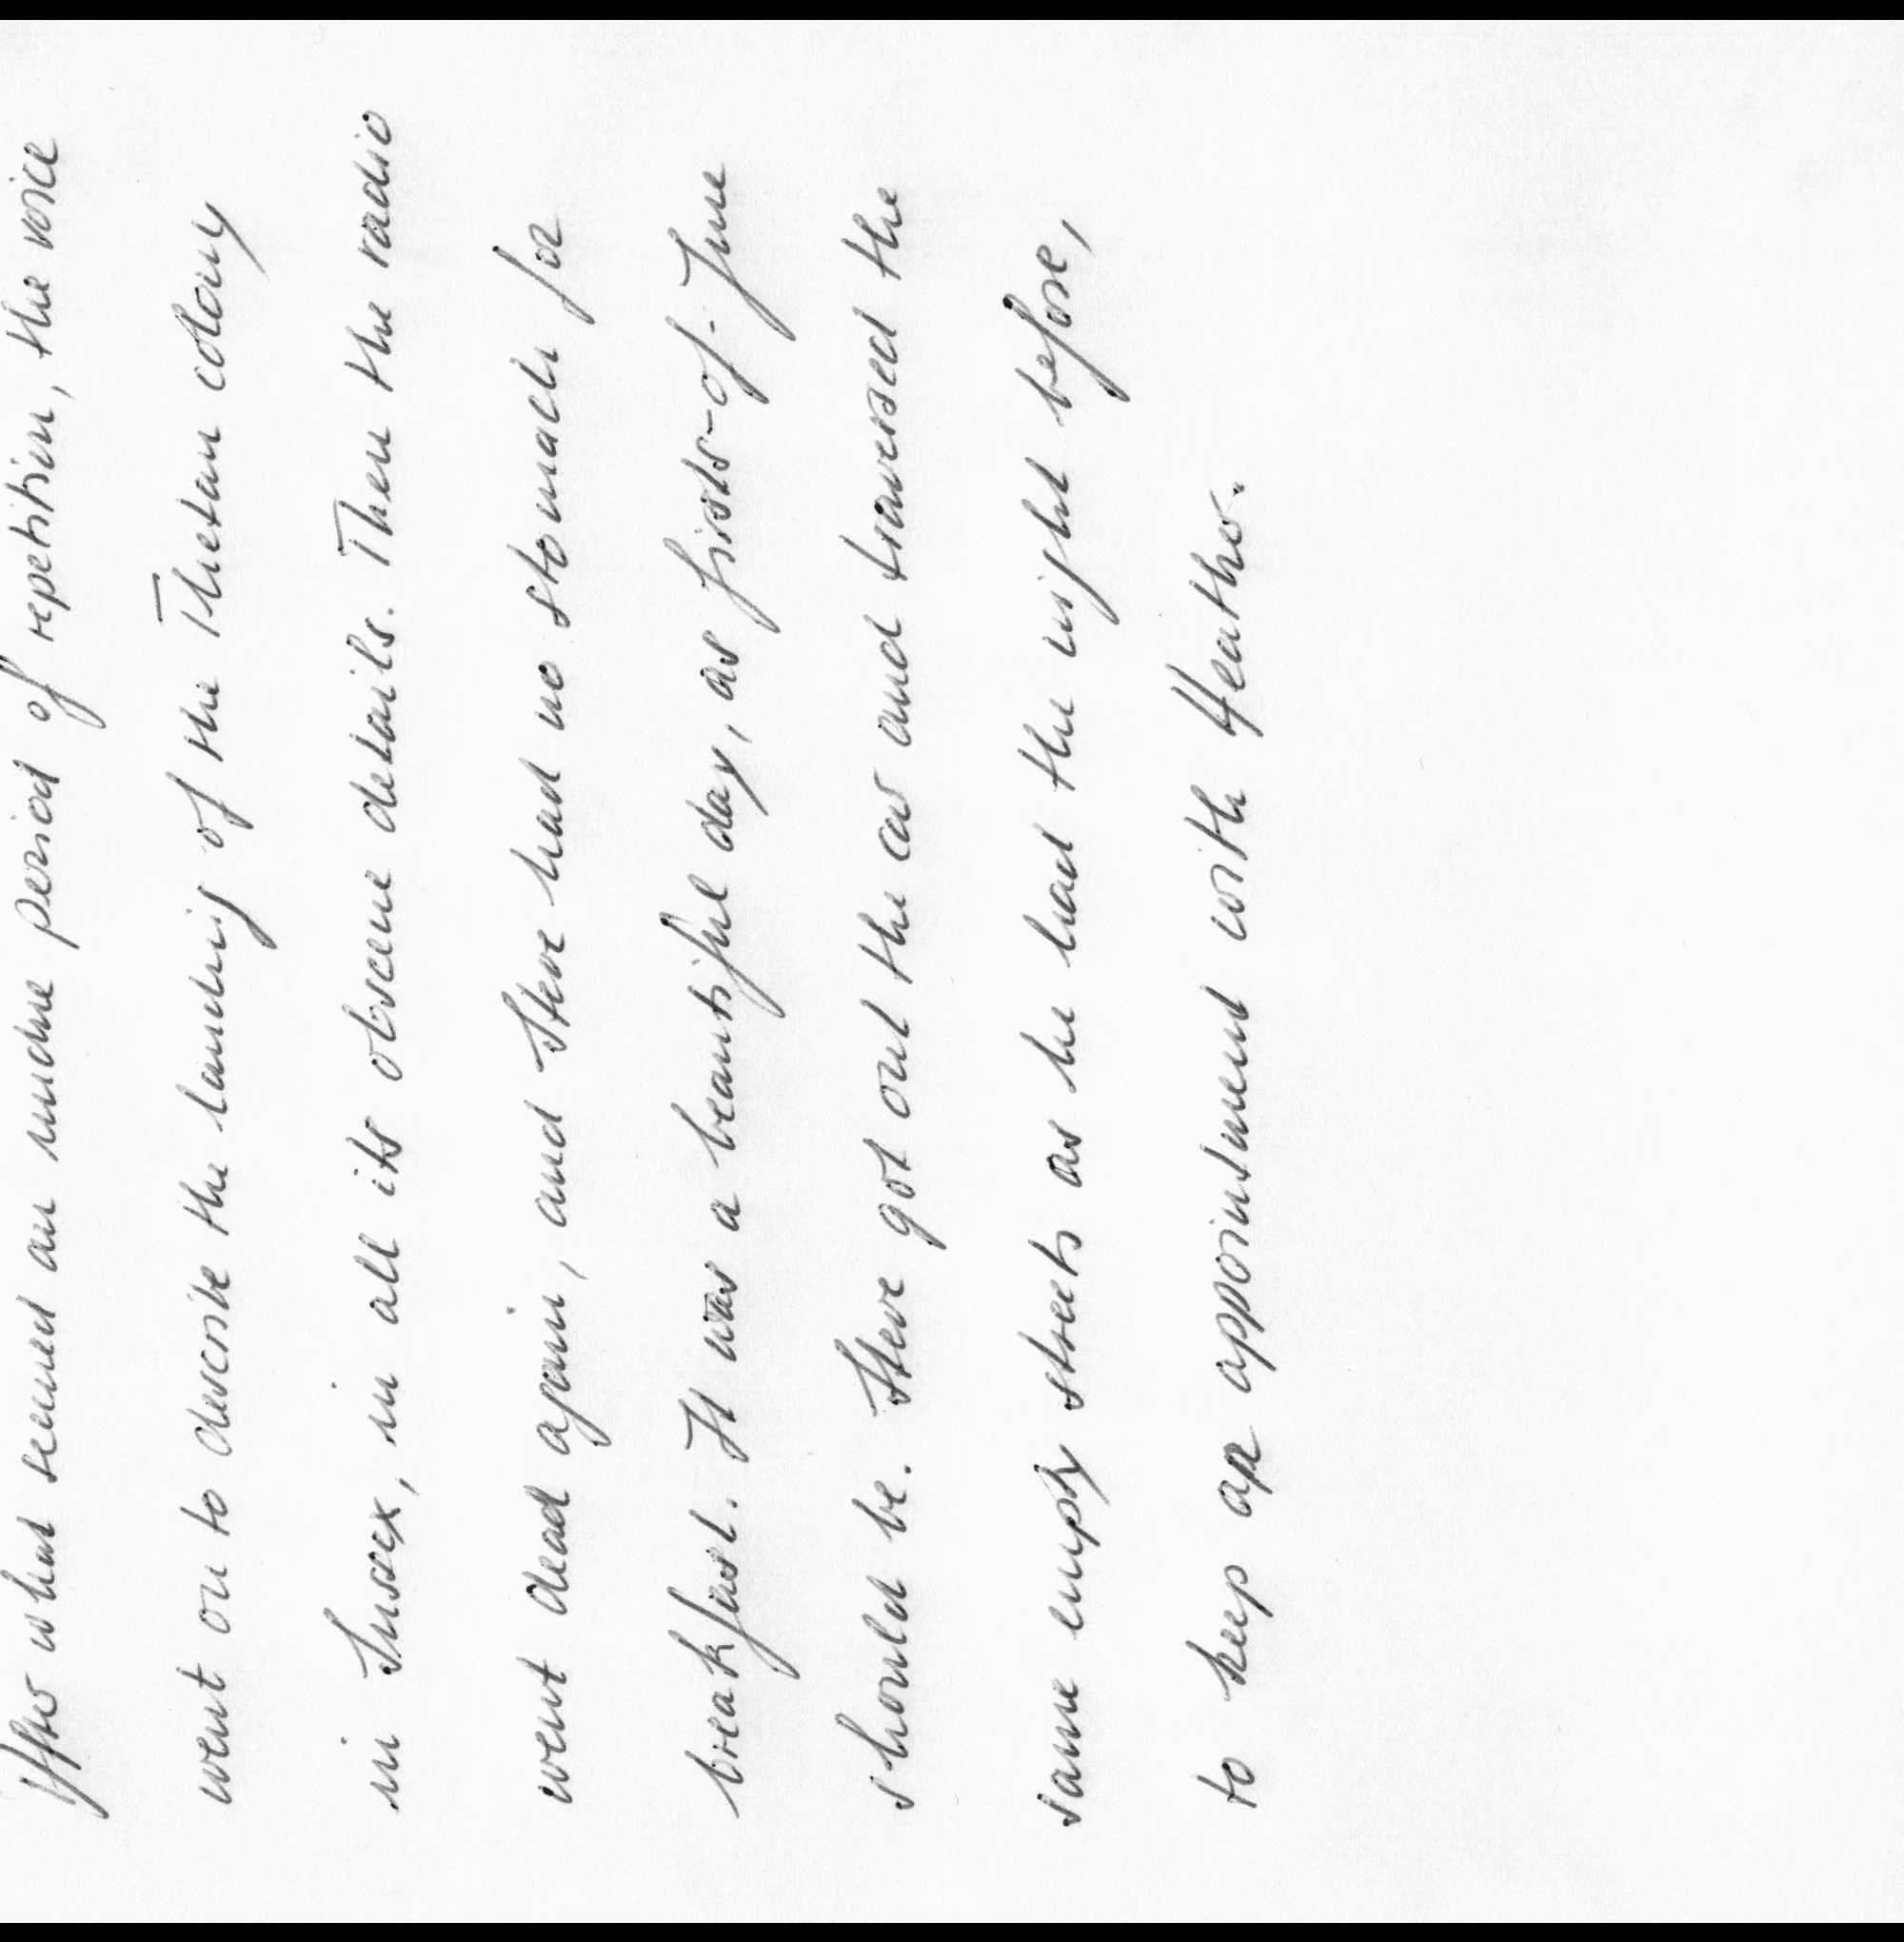 After what seemed an undue period of repetition, the voice
went on to describe the landing of the Thetan colony
in Sussex, in all its obscene details. Then the radio
went dead again, and Steve had no stomach for
breakfast. It was a beautiful day, as firsts-of-June
should be. Steve got out the car and traversed the
same empty streets as he had the night before,
to keep an appointment with Heather.